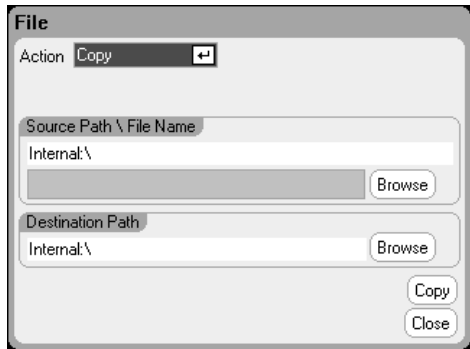 File
Action Copy
Source Path \ File Name
Internal:\
Browse
Destination Path
Internal:\ Browse
Copy
Close